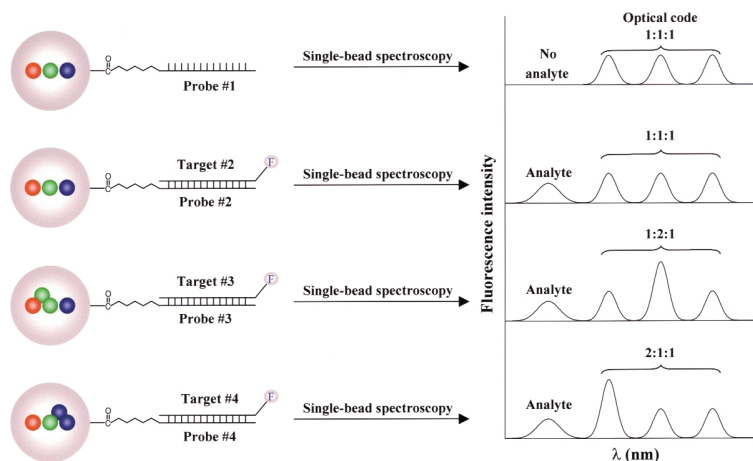 Optical code
1:1:1
No
analyte
O
C
Probe #1
Single-bead spectroscopy
1:1:1
Analyte
O
C
Target #2
F
Probe #2
Single-bead spectroscopy
1:2:1
Analyte
O
C
Target #3
F
Probe #3
Single-bead spectroscopy
2:1:1
Analyte
O
C
Target #4
F
Probe #4
Single-bead spectroscopy
Fluorescence intensity
λ (nm)